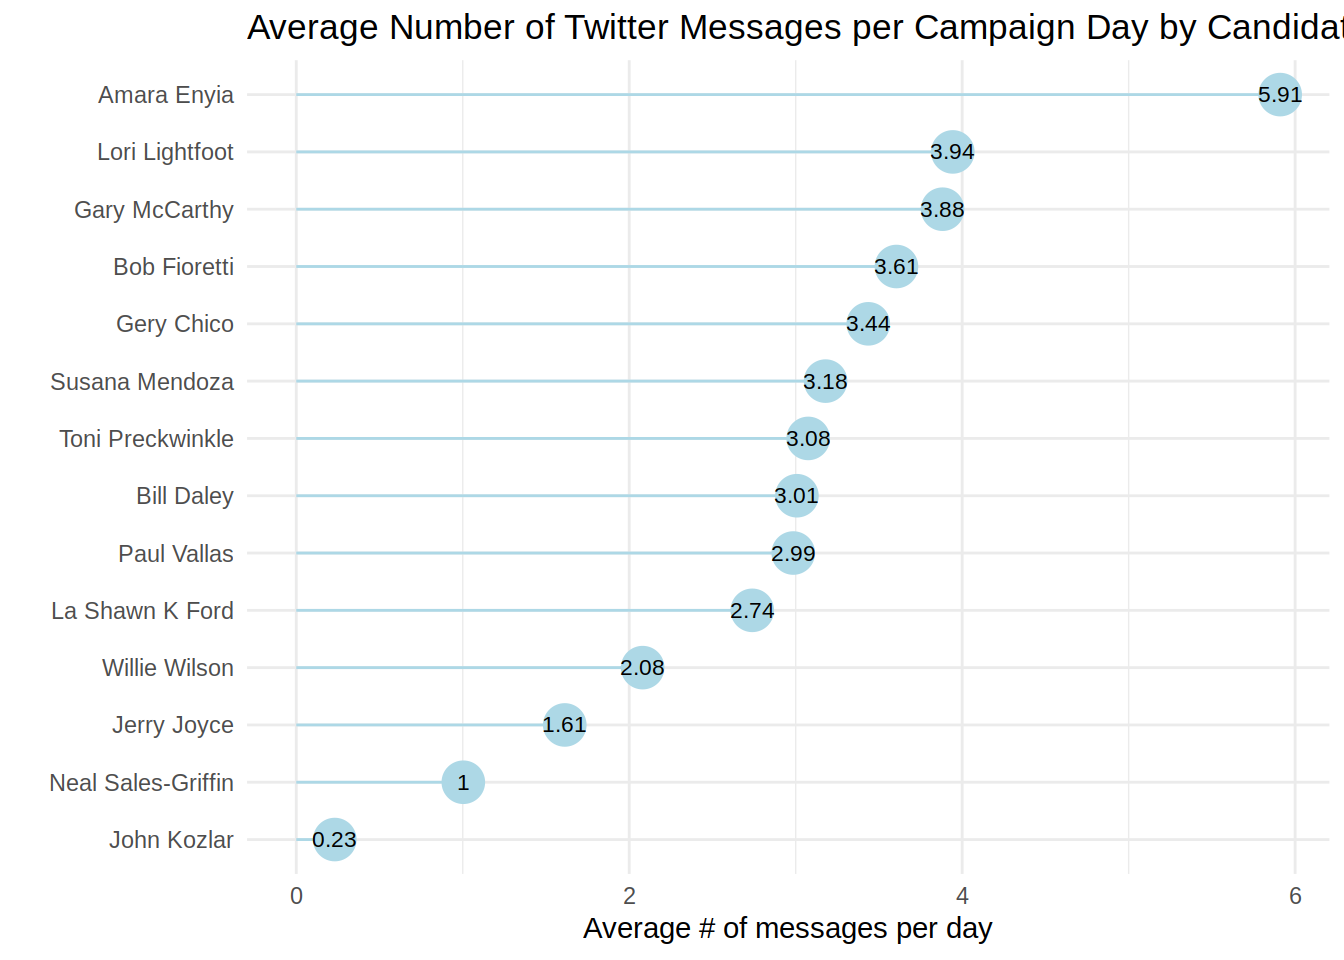 Average Number of Twitter Messages per Campaign Day by Candidat
Amara Enyia 5.91
Lori Lightfoot 3.94
Gary McCarthy 3.88
Bob Fioretti 3.61
Gery Chico 3.44
Susana Mendoza 3.18
Toni Preckwinkle 3.08
Bill Daley 3.01
Paul Vallas 2.99
La Shawn K Ford 2.74
Willie Wilson 2.08
Jerry Joyce 1.61
Neal Sales-Griffin 1
John Kozlar 0.23
0 2 4 6
Average # of messages per day